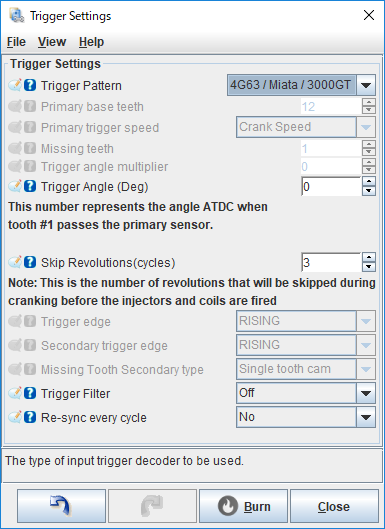 Trigger Settings
File View Help
Trigger Settings
Trigger Pattern 4G63 / Miata / 3000GT
Primary base teeth 12
Primary trigger speed Crank Speed
Missing teeth 1
Trigger angle multiplier 0
Trigger Angle (Deg) 0
This number represents the angle ATDC when
tooth #1 passes the primary sensor.
Skip Revolutions(cycles) 3
Note: This is the number of revolutions that will be skipped during
cranking before the injectors and coils are fired
Trigger edge RISING
Secondary trigger edge RISING
Missing Tooth Secondary type Single tooth cam
Trigger Filter Off
Re-sync every cycle No
The type of input trigger decoder to be used.
Burn Close